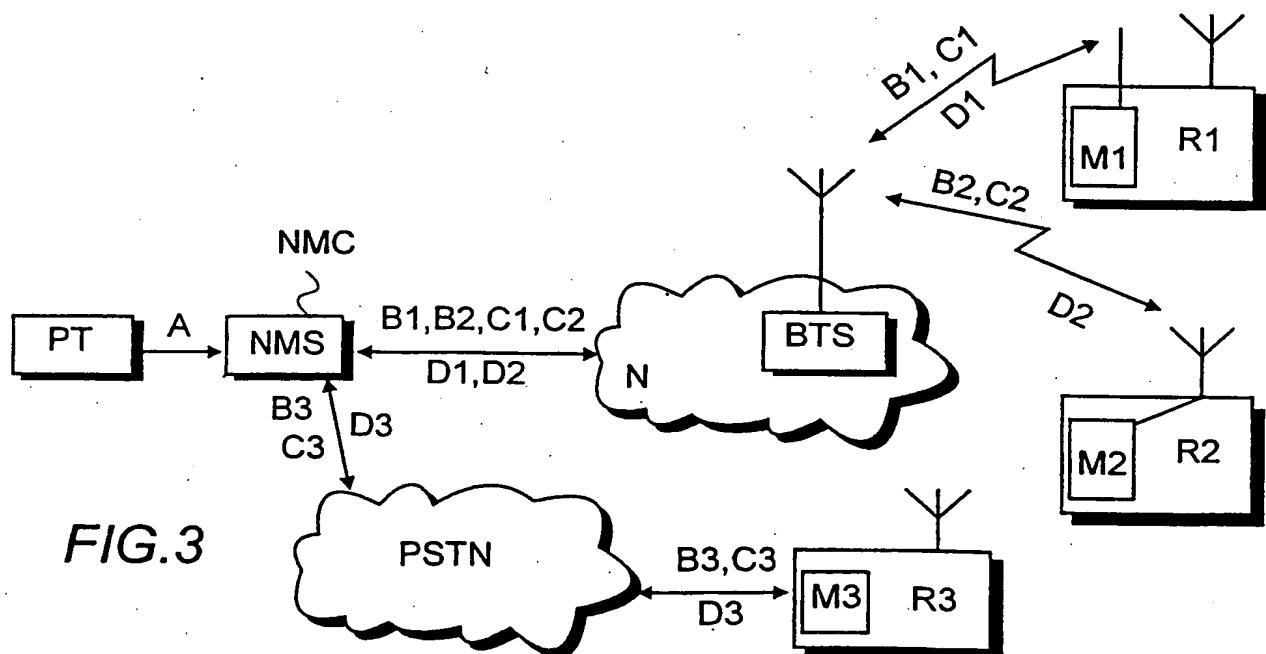 B1, C1
D1
M1
R1
B2,C2
D2
NMC
PT
A
NMS
B1,B2,C1,C2
D1,D2
N
BTS
M2
R2
B3
C3
D3
FIG.3
PSTN
B3,C3
D3
M3
R3